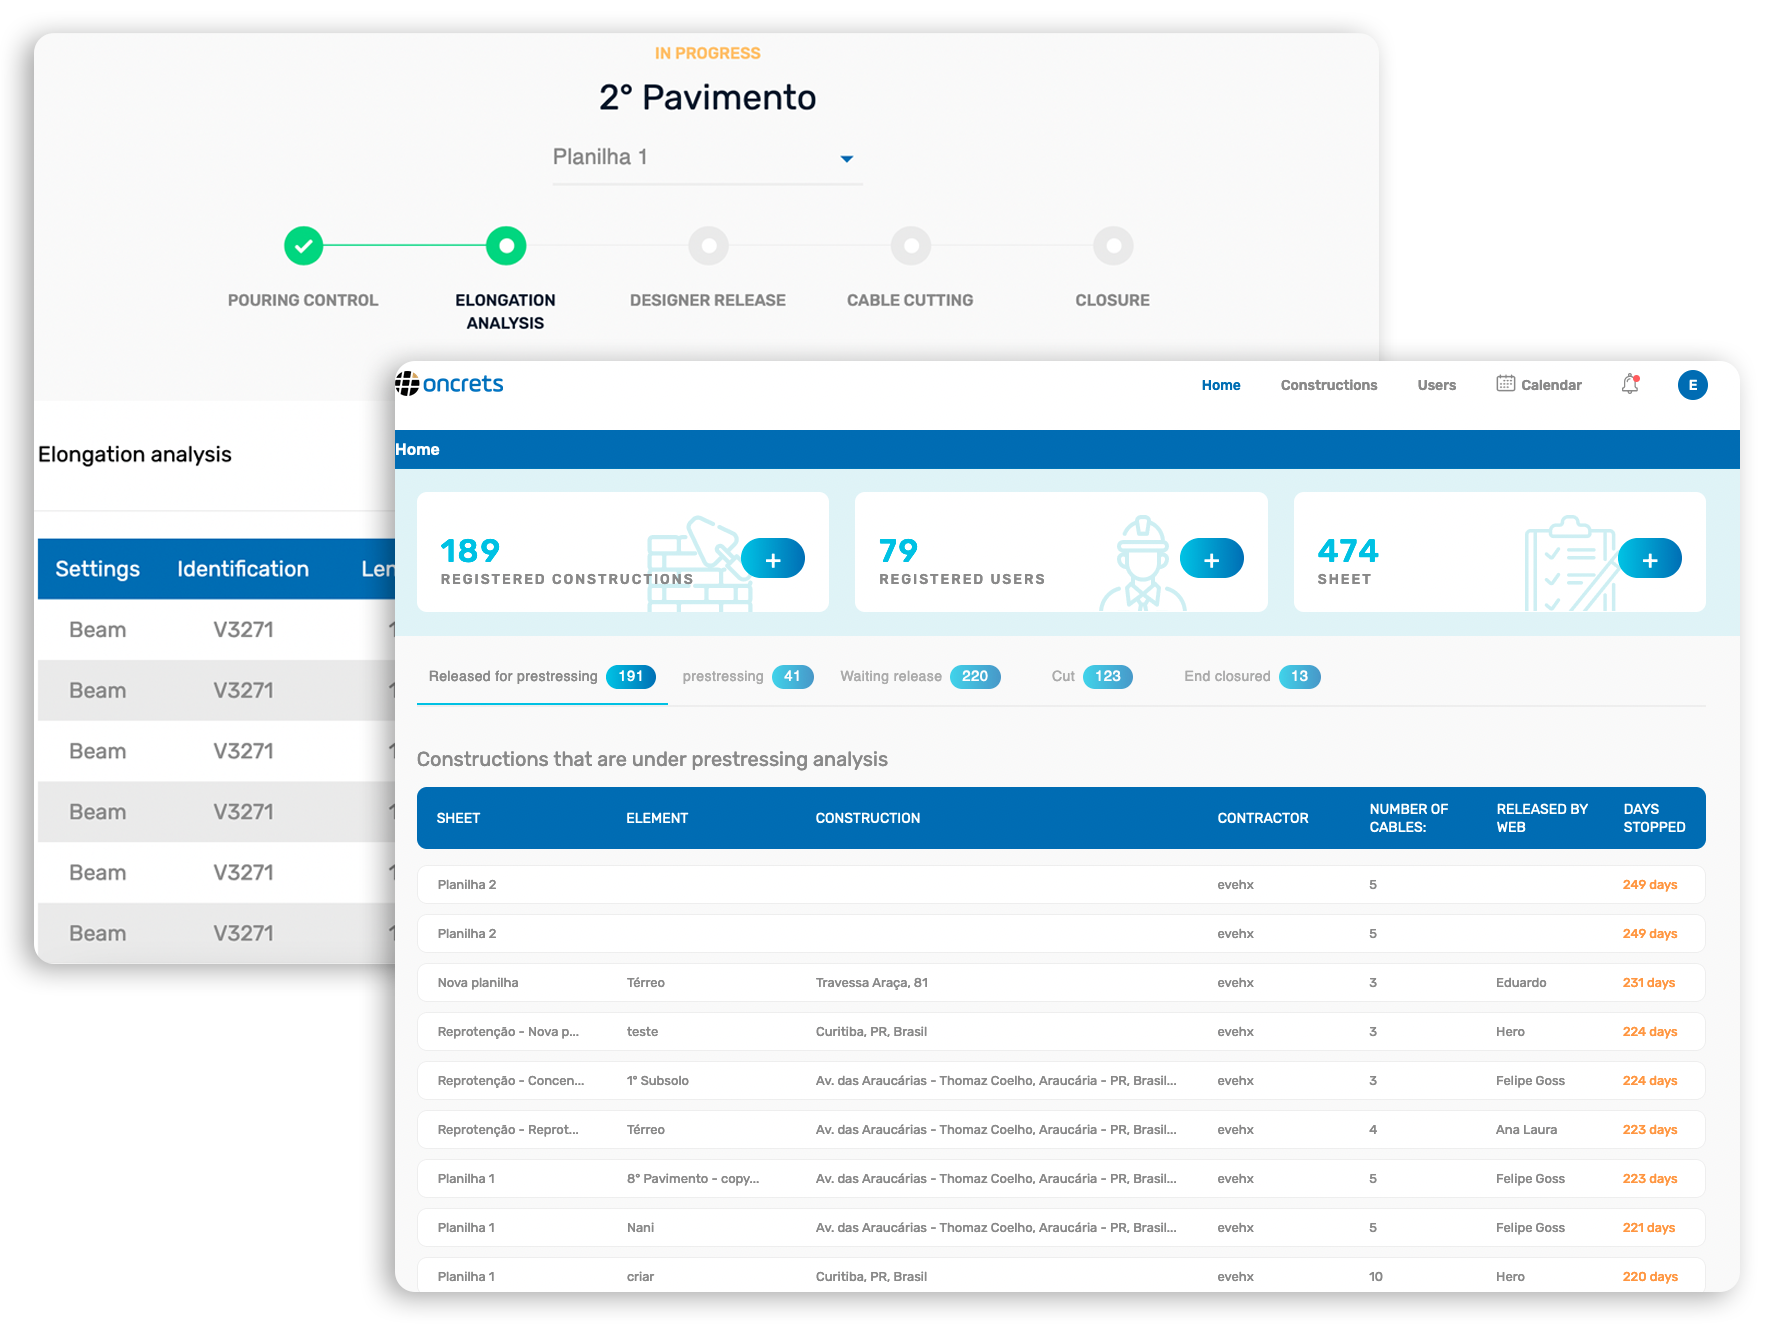 IN PROGRESS
2° Pavimento
Planilha 1
POURING CONTROL
ELONGATION
ANALYSIS
DESIGNER RELEASE
CABLE CUTTING
CLOSURE
Elongation analysis
Settings Identification
Beam V3271
Beam V3271
Beam V3271
Beam V3271
Beam V3271
Beam V3271
oncrets
Home Constructions Users Calendar E
Home
189
REGISTERED CONSTRUCTIONS
+
79
REGISTERED USERS
+
474
SHEET
+
Released for prestressing 191 prestressing 41 Waiting release 220 Cut 123 End closured 13
Constructions that are under prestressing analysis
SHEET ELEMENT CONSTRUCTION CONTRACTOR NUMBER OF CABLES: RELEASED BY WEB DAYS STOPPED
Planilha 2 evehx 5 249 days
Planilha 2 evehx 5 249 days
Nova planilha Térreo Travessa Araça, 81 evehx 3 Eduardo 231 days
Reprotenção - Nova p... teste Curitiba, PR, Brasil evehx 3 Hero 224 days
Reprotenção - Concen... 1° Subsolo Av. das Araucárias - Thomaz Coelho, Araucária - PR, Brasil... evehx 3 Felipe Goss 224 days
Reprotenção - Reprot... Térreo Av. das Araucárias - Thomaz Coelho, Araucária - PR, Brasil... evehx 4 Ana Laura 223 days
Planilha 1 8° Pavimento - copy... Av. das Araucárias - Thomaz Coelho, Araucária - PR, Brasil... evehx 5 Felipe Goss 223 days
Planilha 1 Nani Av. das Araucárias - Thomaz Coelho, Araucária - PR, Brasil... evehx 5 Felipe Goss 221 days
Planilha 1 criar Curitiba, PR, Brasil evehx 10 Hero 220 days